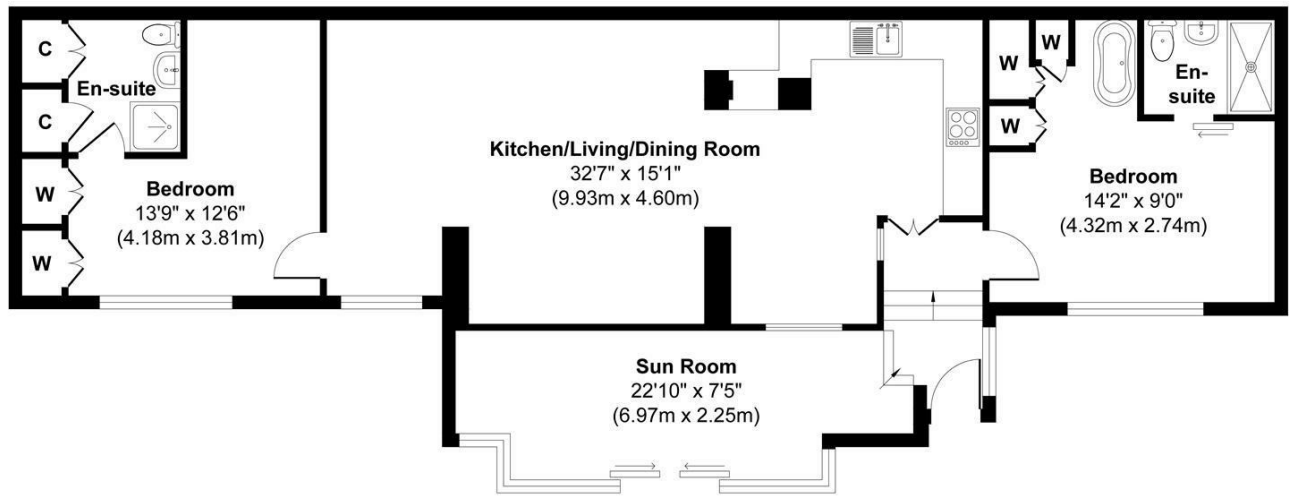 C
C
W
W
En-suite
Bedroom
13'9" x 12'6"
(4.18m x 3.81m)
Kitchen/Living/Dining Room
32'7" x 15'1"
(9.93m x 4.60m)
Sun Room
22'10" x 7'5"
(6.97m x 2.25m)
W
W
W
En-
suite
Bedroom
14'2" x 9'0"
(4.32m x 2.74m)